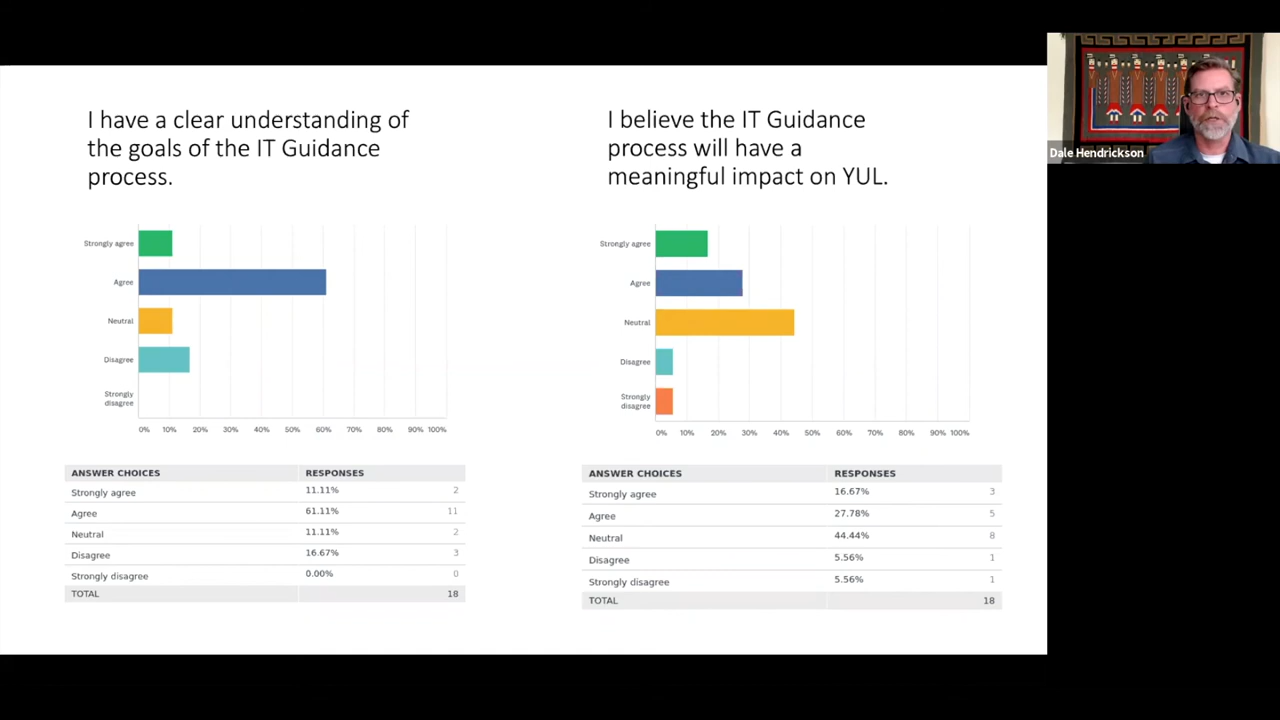 I have a clear understanding of
the goals of the IT Guidance
process.
Strongly agree
Agree
Neutral
Disagree
Strongly
disagree
0% 10% 20% 30% 40% 50% 60% 70% 80% 90% 100%
ANSWER CHOICES RESPONSES
Strongly agree 11.11% 2
Agree 61.11% 11
Neutral 11.11% 2
Disagree 16.67% 3
Strongly disagree 0.00% 0
TOTAL 18
I believe the IT Guidance
process will have a
meaningful impact on YUL.
Strongly agree
Agree
Neutral
Disagree
Strongly
disagree
0% 10% 20% 30% 40% 50% 60% 70% 80% 90% 100%
ANSWER CHOICES RESPONSES
Strongly agree 16.67% 3
Agree 27.78% 5
Neutral 44.44% 8
Disagree 5.56% 1
Strongly disagree 5.56% 1
TOTAL 18
Dale Hendrickson